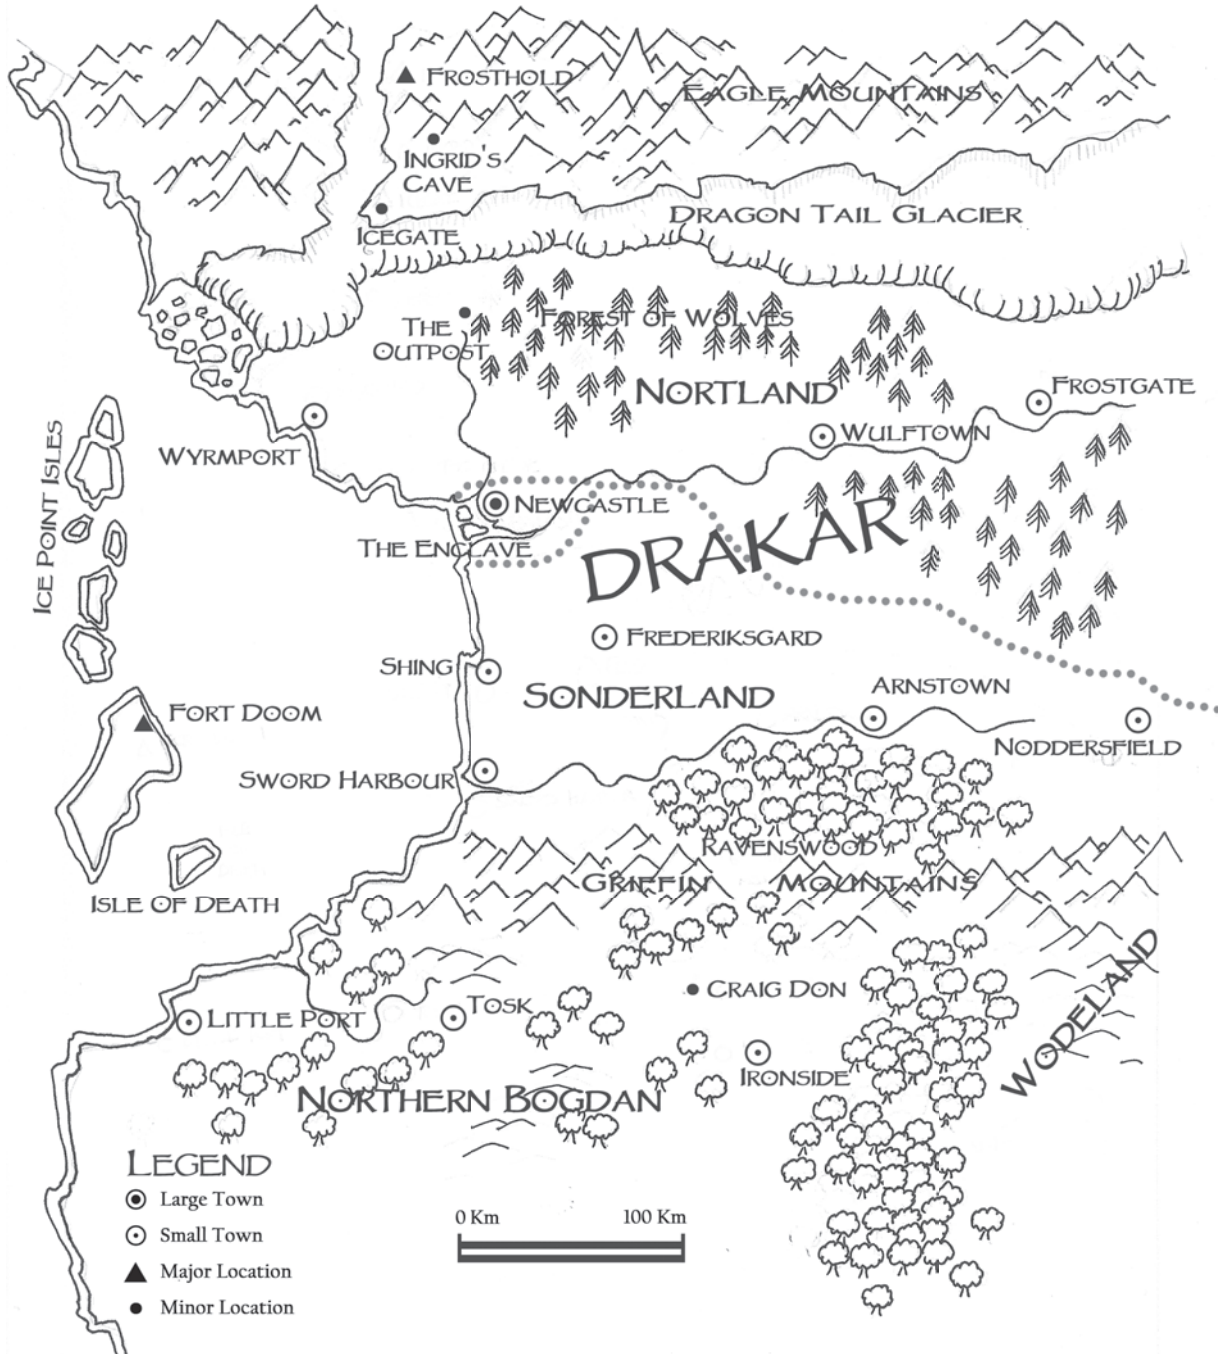 FROSTHOLD
EAGLE MOUNTAINS
INGRID'S
CAVE
DRAGON TAIL GLACIER
ICEGATE
FOREST OF WOLVES
THE
OUTPOST
NORTLAND
FROSTGATE
WULFTOWN
WYRMPORT
ICE POINT ISLES
NEWCASTLE
THE ENCLAVE
DRAKAR
FREDERIKSGARD
SHING
SONDERLAND
ARNSTOWN
FORT DOOM
NODDERSFIELD
SWORD HARBOUR
RAVENSWOOD
GRIFFIN MOUNTAINS
ISLE OF DEATH
WODELAND
CRAIG DON
TOSK
LITTLE PORT
IRONSIDE
NORTHERN BOGDAN
LEGEND
Large Town
Small Town
Major Location
Minor Location
0 Km 100 Km